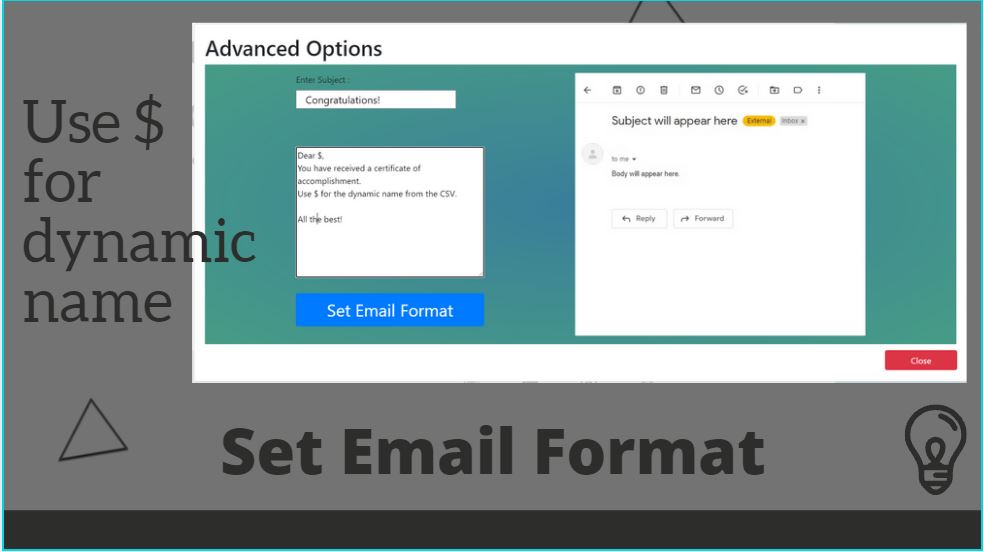 Advanced Options
Use $
for
dynamic
name
Enter Subject :
Congratulations!
Dear $,
You have received a certificate of
accomplishment.
Use $ for the dynamic name from the CSV.
All the best!
Set Email Format
Subject will appear here External Inbox x
to me
Body will appear here.
Reply Forward
Close
Set Email Format